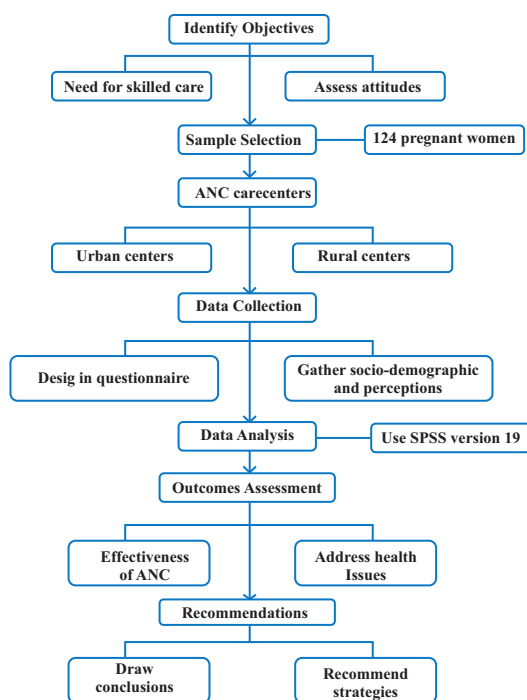 Identify Objectives
Need for skilled care
Assess attitudes
Sample Selection
124 pregnant women
ANC carecenters
Urban centers
Rural centers
Data Collection
Desig in questionnaire
Gather socio-demographic
and perceptions
Data Analysis
Use SPSS version 19
Outcomes Assessment
Effectiveness
of ANC
Address health
Issues
Recommendations
Draw
conclusions
Recommend
strategies